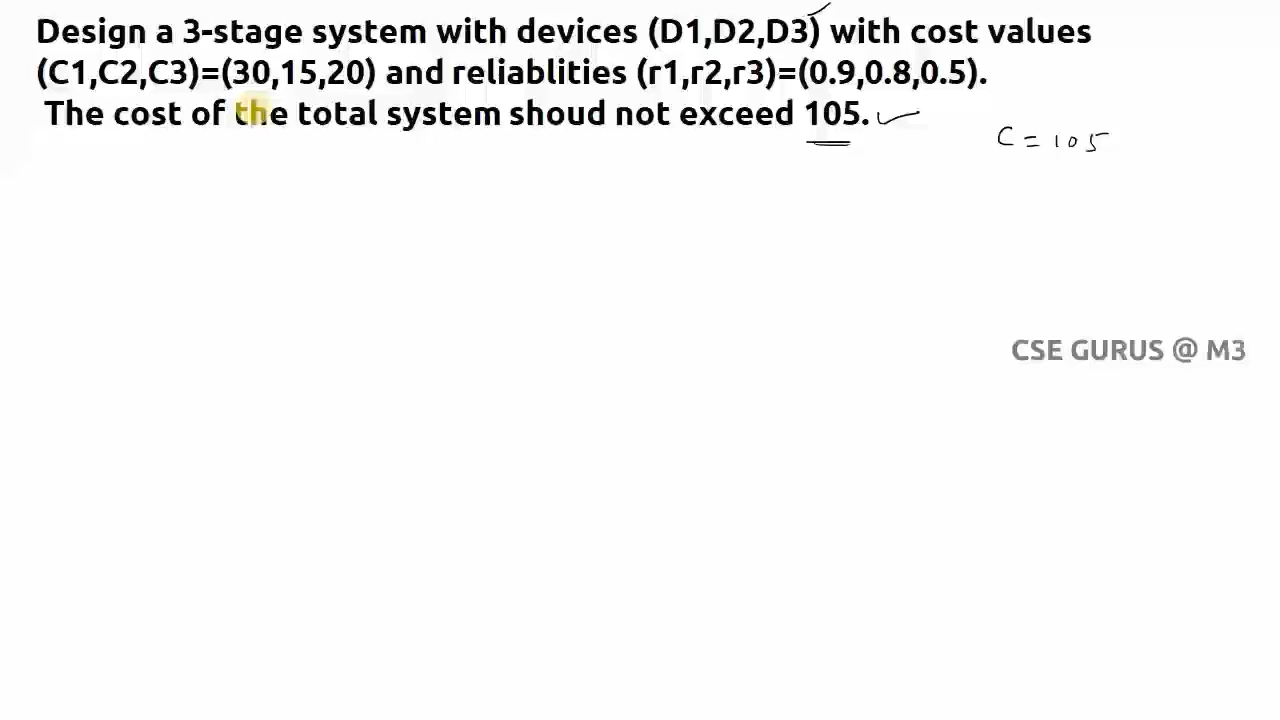 Design a 3-stage system with devices (D1,D2,D3) with cost values
(C1,C2,C3)=(30,15,20) and reliablities (r1,r2,r3)=(0.9,0.8,0.5).
The cost of the total system shoud not exceed 105.
C = 105
CSE GURUS @ M3